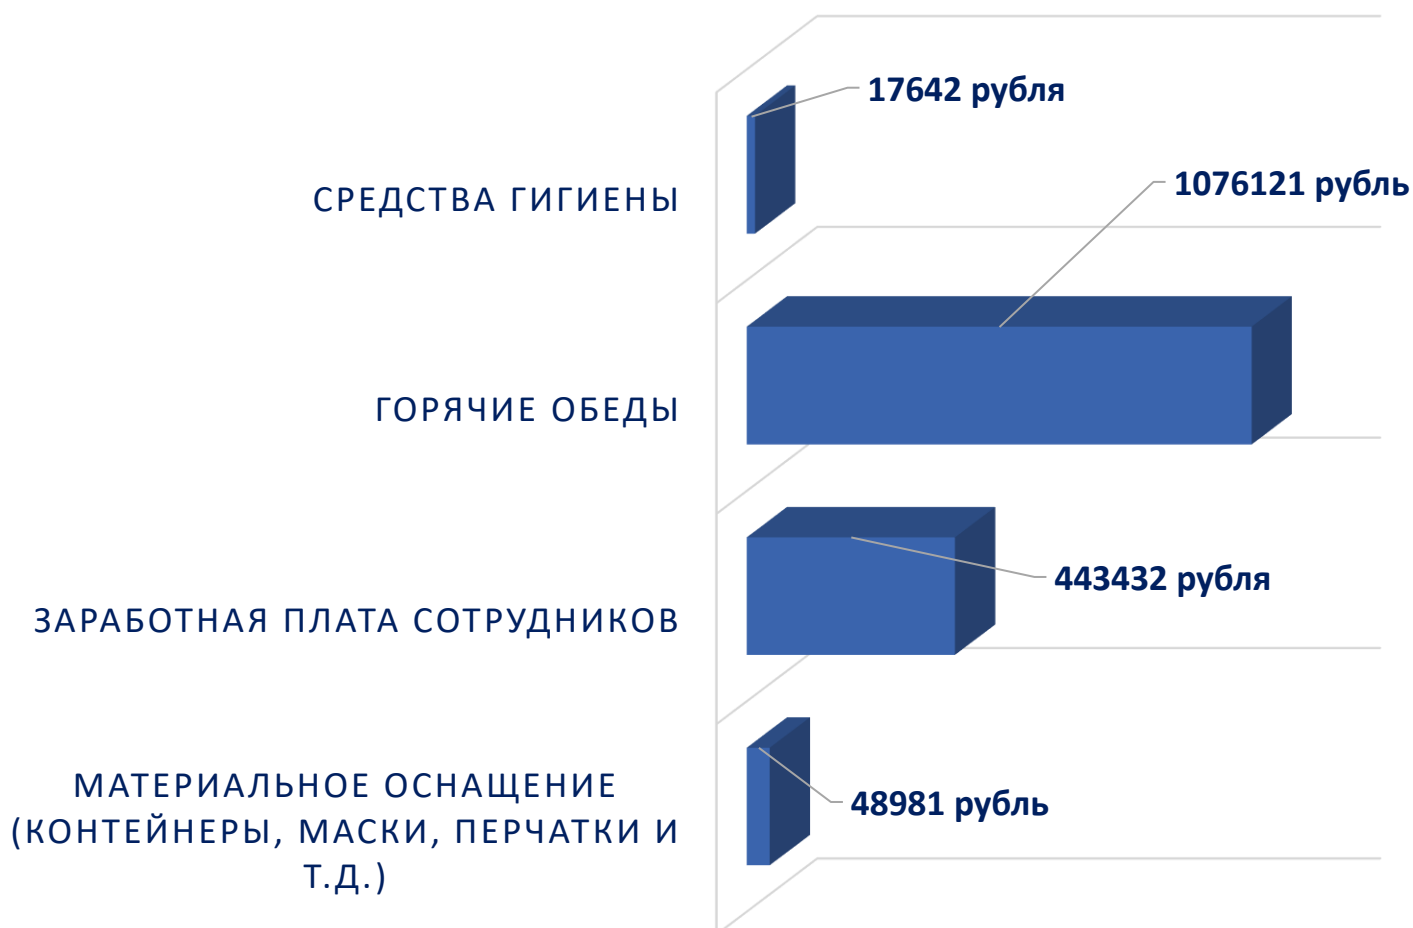 17642 рубля
СРЕДСТВА ГИГИЕНЫ
1076121 рубль
ГОРЯЧИЕ ОБЕДЫ
443432 рубля
ЗАРАБОТНАЯ ПЛАТА СОТРУДНИКОВ
48981 рубль
МАТЕРИАЛЬНОЕ ОСНАЩЕНИЕ
(КОНТЕЙНЕРЫ, МАСКИ, ПЕРЧАТКИ И
Т.Д.)